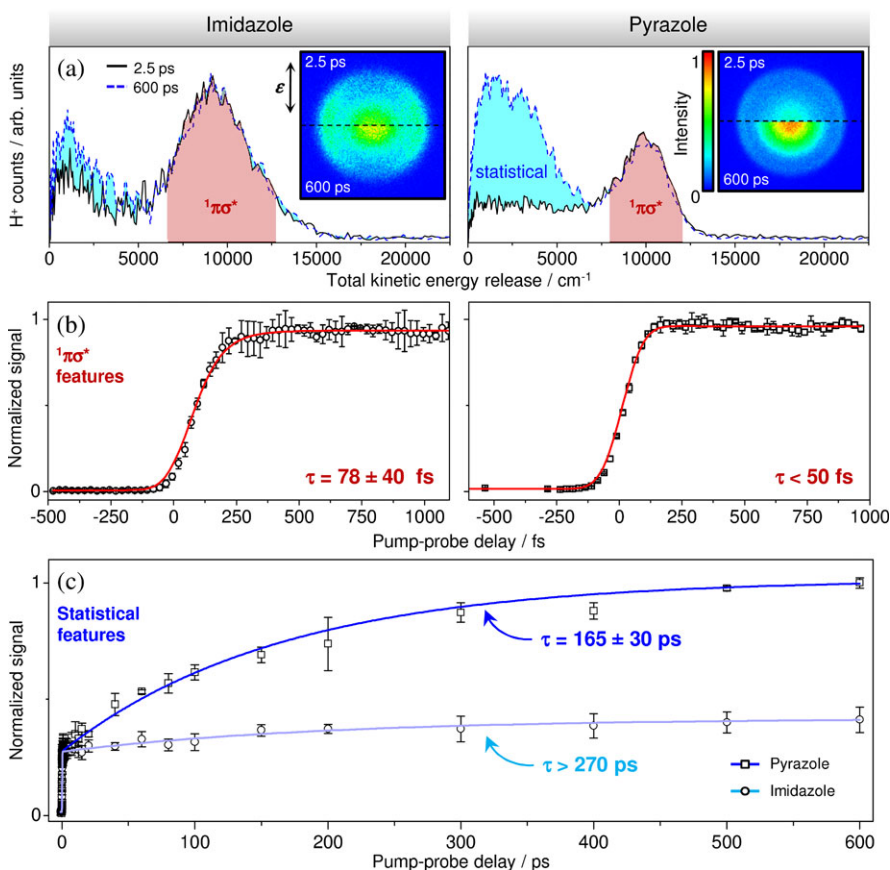 Imidazole
Pyrazole
(a)
2.5 ps
600 ps
ε
2.5 ps
600 ps
¹πσ*
H⁺ counts / arb. units
0 5000 10000 15000 20000
statistical
¹πσ*
1
Intensity
0
2.5 ps
600 ps
0 5000 10000 15000 20000
Total kinetic energy release / cm⁻¹
(b)
¹πσ*
features
τ = 78 ± 40 fs
Normalized signal
1
0
-500 -250 0 250 500 750 1000
τ < 50 fs
-500 -250 0 250 500 750 1000
Pump-probe delay / fs
(c)
Statistical
features
τ = 165 ± 30 ps
τ > 270 ps
Pyrazole
Imidazole
Normalized signal
1
0
0 100 200 300 400 500 600
Pump-probe delay / ps